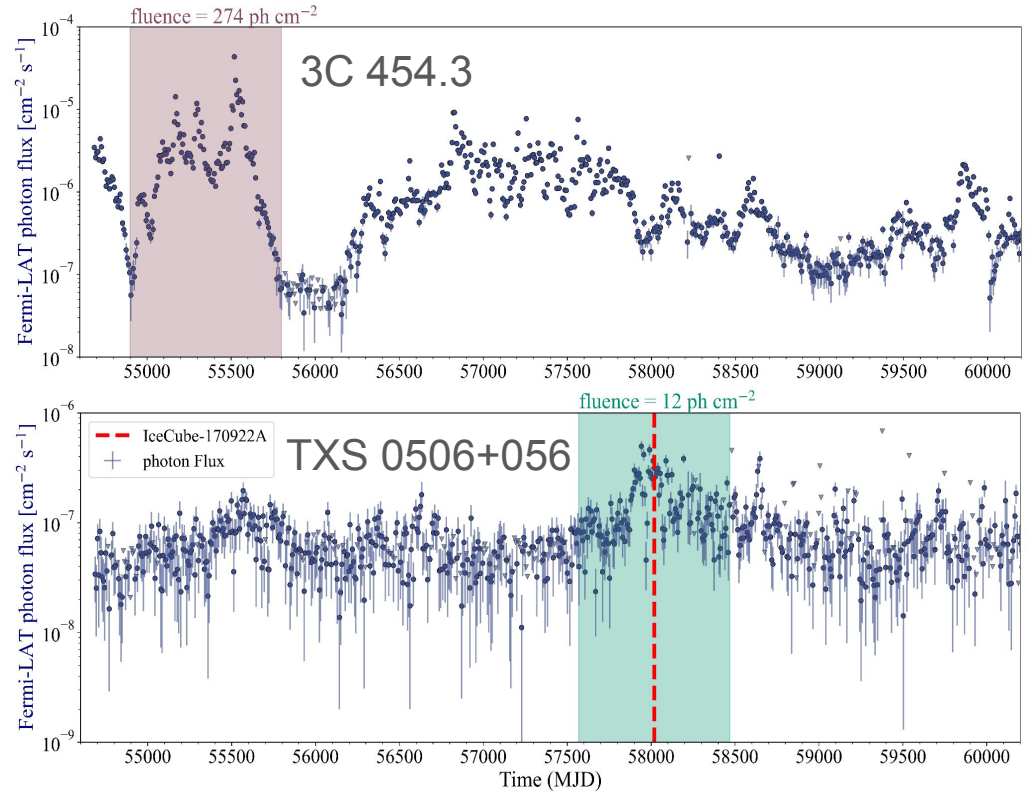 fluence = 274 ph cm⁻²
3C 454.3
Fermi-LAT photon flux [cm⁻² s⁻¹]
10⁻⁴
10⁻⁵
10⁻⁶
10⁻⁷
10⁻⁸
55000 55500 56000 56500 57000 57500 58000 58500 59000 59500 60000
fluence = 12 ph cm⁻²
IceCube-170922A
photon Flux
TXS 0506+056
Fermi-LAT photon flux [cm⁻² s⁻¹]
10⁻⁶
10⁻⁷
10⁻⁸
10⁻⁹
55000 55500 56000 56500 57000 57500 58000 58500 59000 59500 60000
Time (MJD)